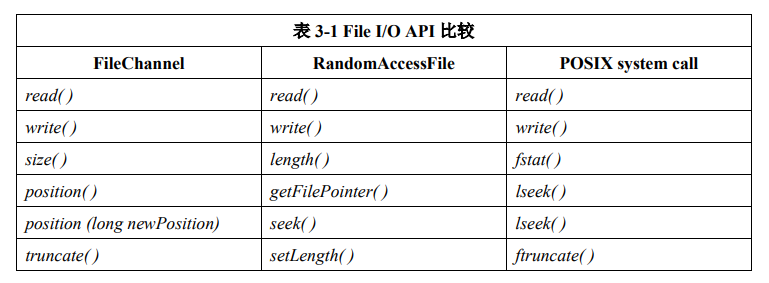 表 3-1 File I/O API 比较
FileChannel RandomAccessFile POSIX system call
read( ) read( ) read( )
write( ) write( ) write( )
size( ) length( ) fstat( )
position( ) getFilePointer( ) lseek( )
position (long newPosition) seek( ) lseek( )
truncate( ) setLength( ) ftruncate( )